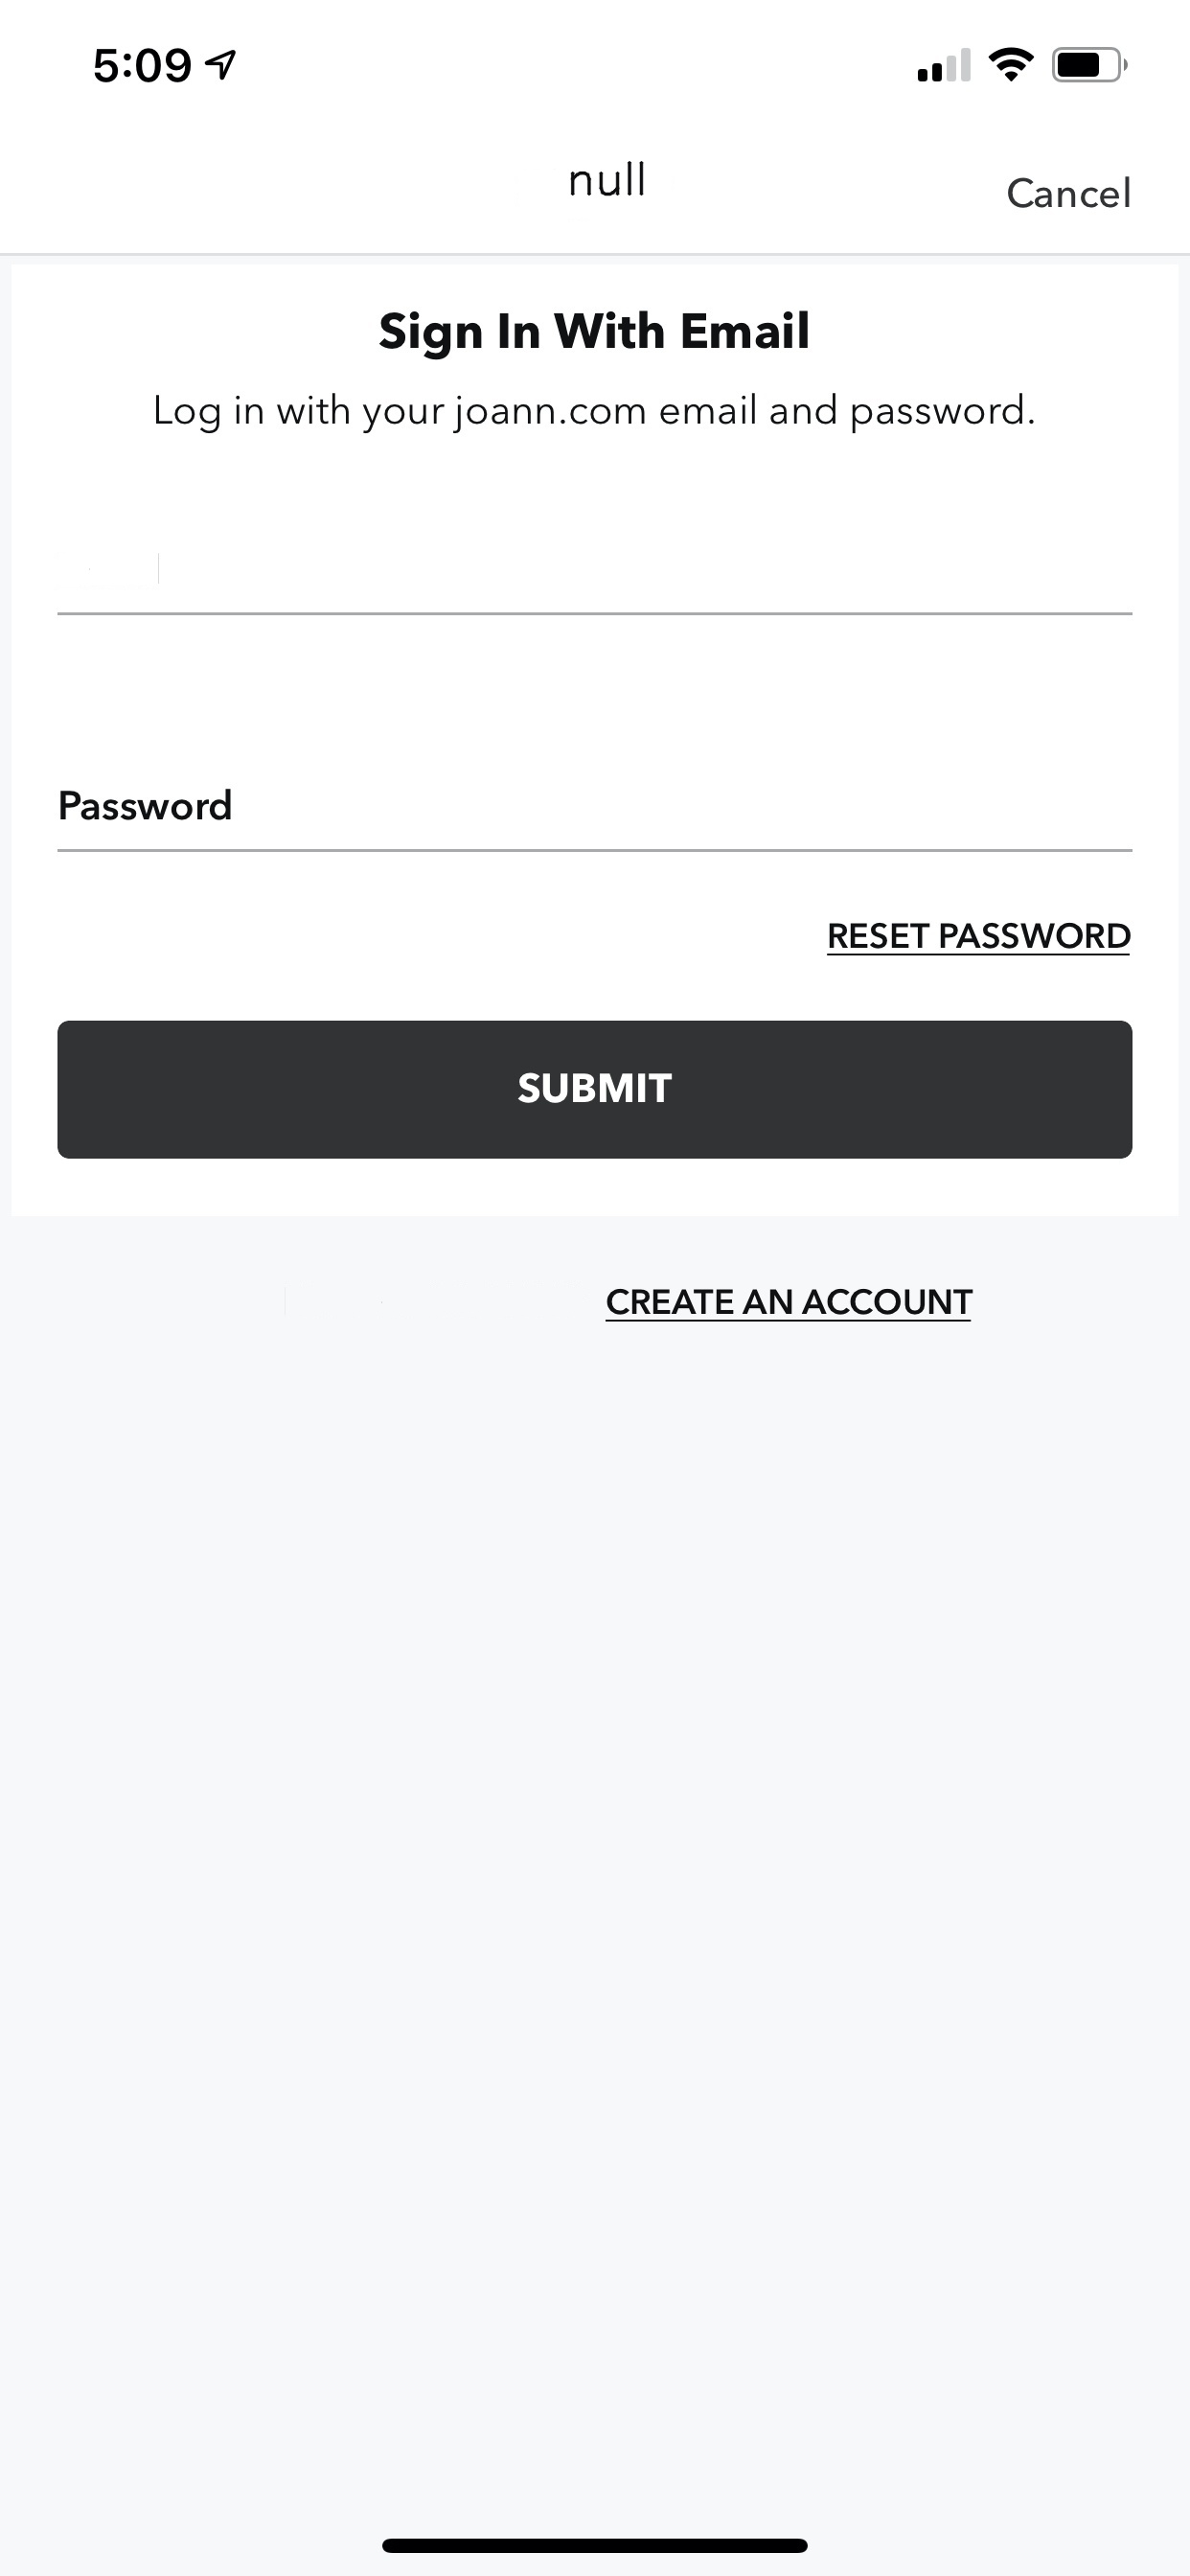 5:09
null
Cancel
Sign In With Email
Log in with your joann.com email and password.
Password
RESET PASSWORD
SUBMIT
CREATE AN ACCOUNT